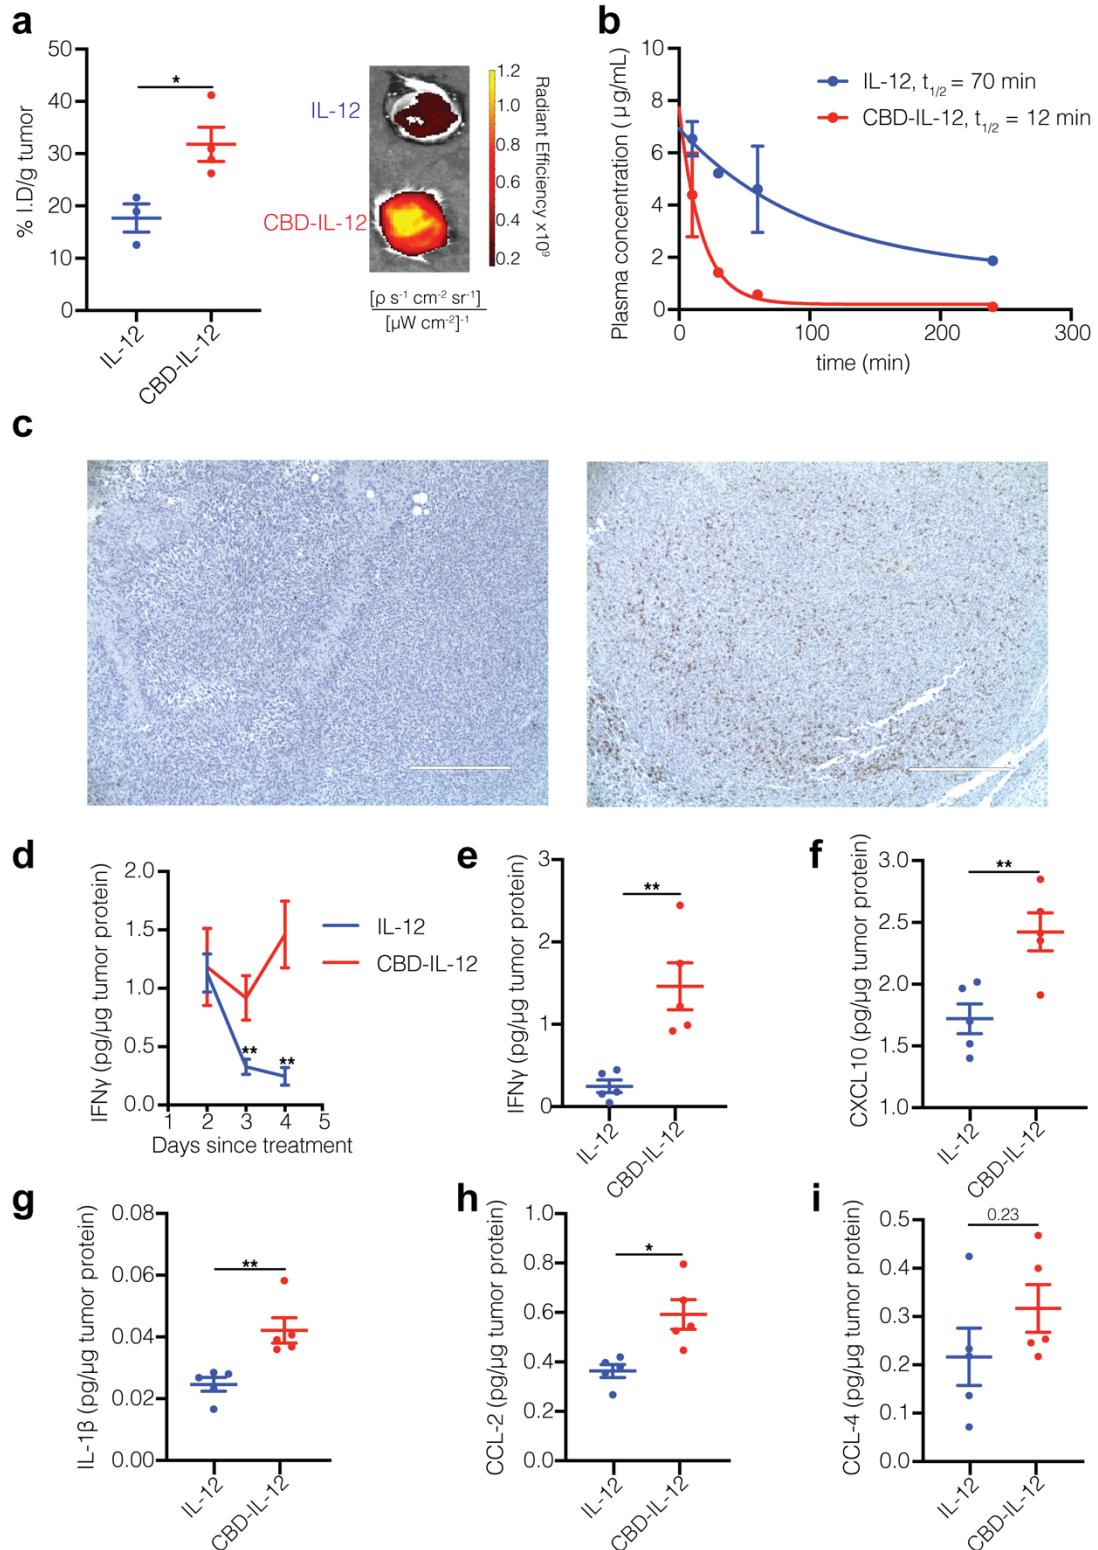 a
50
40
30
20
10
0
% I.D/g tumor
*
IL-12
CBD-IL-12
IL-12
CBD-IL-12
1.2
1.0
0.8
0.6
0.4
0.2
Radiant Efficiency x10⁹
[p s⁻¹ cm⁻² sr⁻¹]
[µW cm⁻²]⁻¹
b
10
8
6
4
2
0
Plasma concentration (µg/mL)
IL-12, t1/2 = 70 min
CBD-IL-12, t1/2 = 12 min
0 100 200 300
time (min)
c
d
2.0
1.5
1.0
0.5
0.0
IFNγ (pg/µg tumor protein)
IL-12
CBD-IL-12
** **
1 2 3 4 5
Days since treatment
e
3
2
1
0
IFNγ (pg/µg tumor protein)
**
IL-12
CBD-IL-12
f
3.0
2.5
2.0
1.5
1.0
CXCL10 (pg/µg tumor protein)
**
IL-12
CBD-IL-12
g
0.08
0.06
0.04
0.02
0.00
IL-1β (pg/µg tumor protein)
**
IL-12
CBD-IL-12
h
1.0
0.8
0.6
0.4
0.2
0.0
CCL-2 (pg/µg tumor protein)
*
IL-12
CBD-IL-12
i
0.5
0.4
0.3
0.2
0.1
0.0
CCL-4 (pg/µg tumor protein)
0.23
IL-12
CBD-IL-12